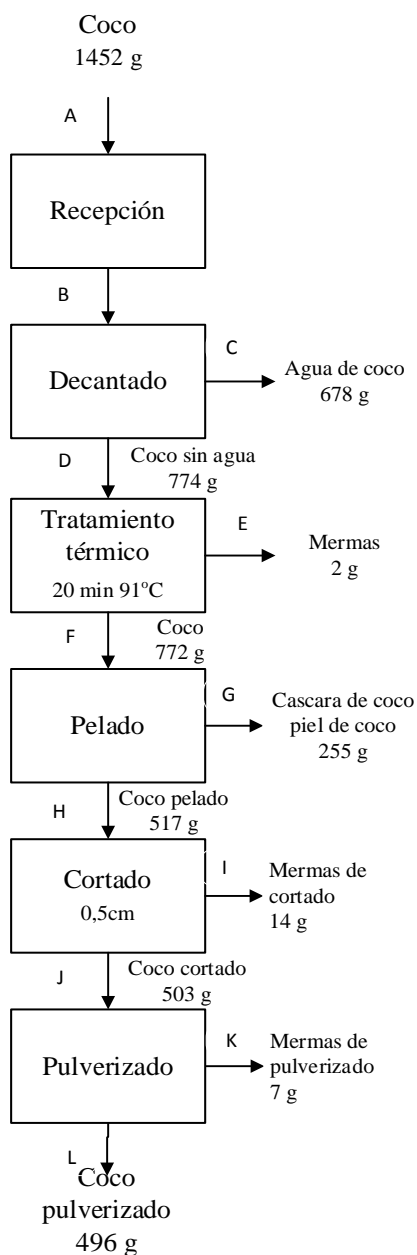 Coco
1452 g
A
Recepción
B
C
Decantado
Agua de coco
678 g
D
Coco sin agua
774 g
Tratamiento
térmico
20 min 91°C
E
Mermas
2 g
F
Coco
772 g
G
Pelado
Cascara de coco
piel de coco
255 g
H
Coco pelado
517 g
Cortado
0,5cm
I
Mermas de
cortado
14 g
J
Coco cortado
503 g
K
Pulverizado
Mermas de
pulverizado
7 g
L
Coco
pulverizado
496 g